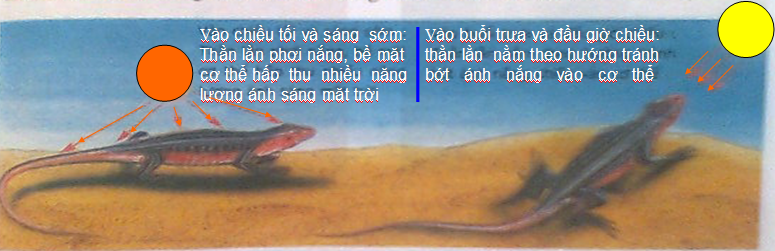 Vào chiều tối và sáng sớm:
Thằn lằn phơi nắng, bề mặt
cơ thể hấp thu nhiều năng
lượng ánh sáng mặt trời
Vào buổi trưa và đầu giờ chiều:
thằn lằn nằm theo hướng tránh
bớt ánh nắng vào cơ thể